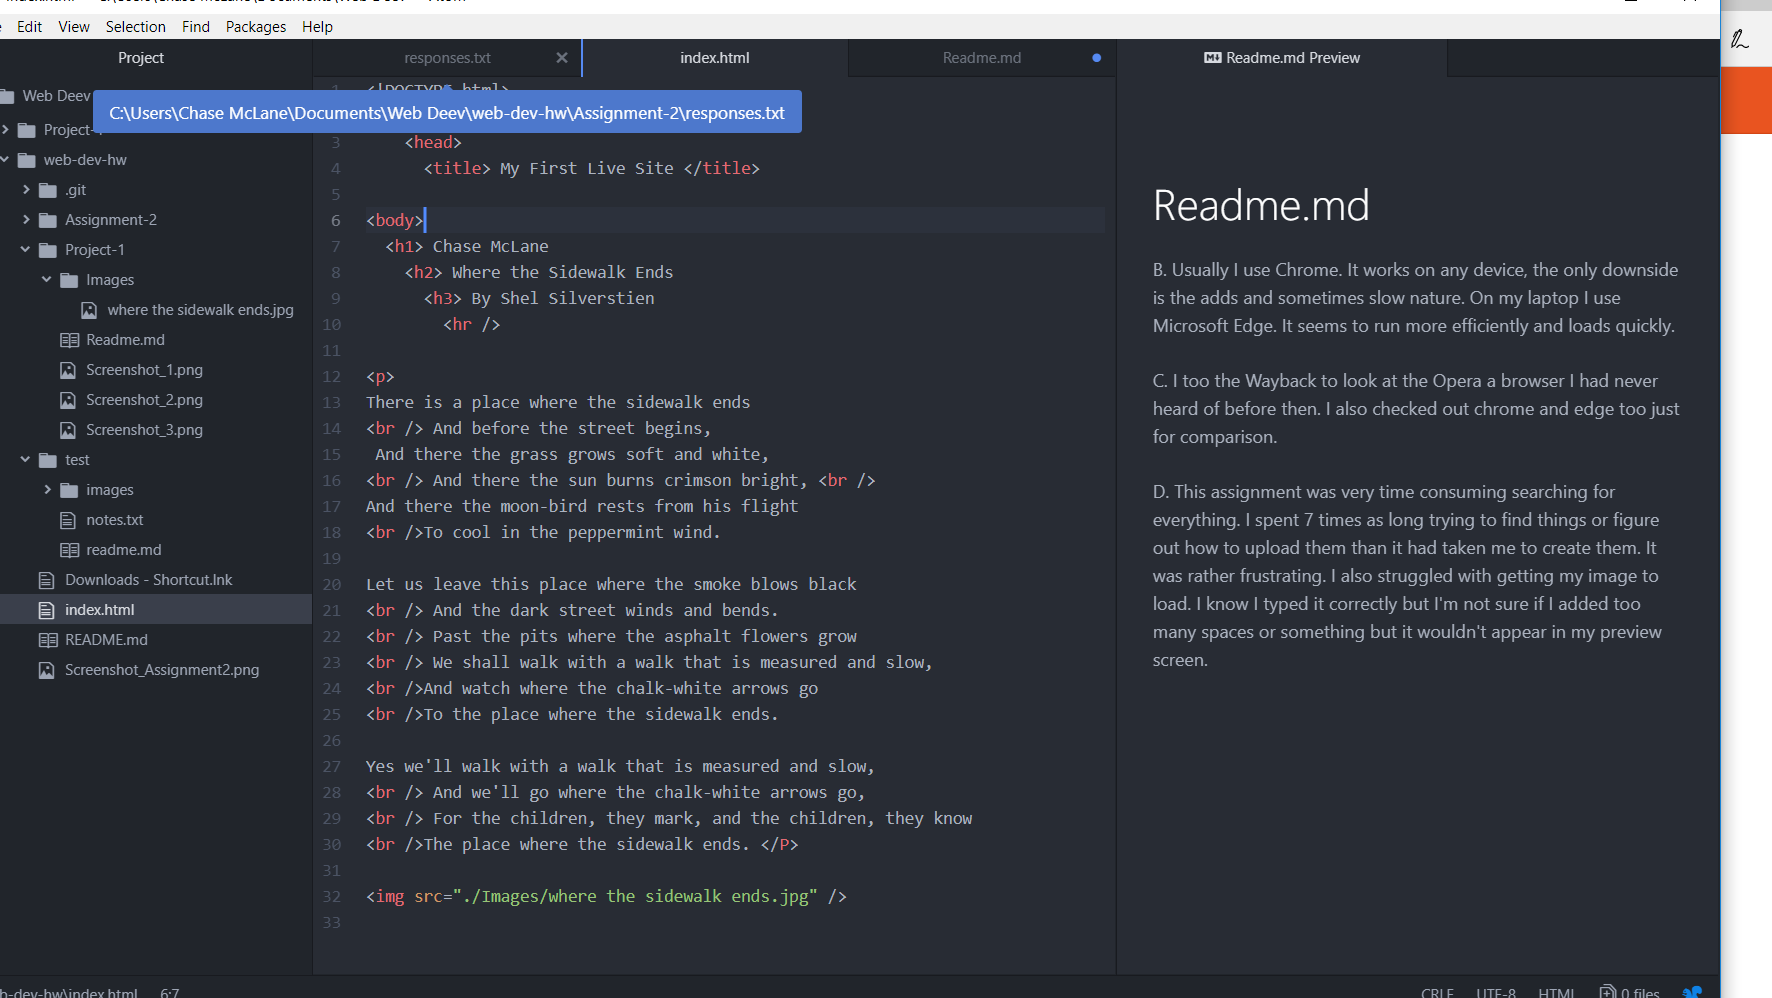 Edit View Selection Find Packages Help
Project
responses.txt
index.html
Readme.md
Readme.md Preview
Web Deev
C:\Users\Chase McLane\Documents\Web Deev\web-dev-hw\Assignment-2\responses.txt
web-dev-hw
.git
Assignment-2
Project-1
Images
where the sidewalk ends.jpg
Readme.md
Screenshot_1.png
Screenshot_2.png
Screenshot_3.png
test
images
notes.txt
readme.md
Downloads - Shortcut.lnk
index.html
README.md
Screenshot_Assignment2.png
1 <!DOCTYPE html>
3 <head>
4 <title> My First Live Site </title>
5
6 <body>
7 <h1> Chase McLane
8 <h2> Where the Sidewalk Ends
9 <h3> By Shel Silverstien
10 <hr />
11
12 <p>
13 There is a place where the sidewalk ends
14 <br /> And before the street begins,
15 And there the grass grows soft and white,
16 <br /> And there the sun burns crimson bright, <br />
17 And there the moon-bird rests from his flight
18 <br />To cool in the peppermint wind.
19
20 Let us leave this place where the smoke blows black
21 <br /> And the dark street winds and bends.
22 <br /> Past the pits where the asphalt flowers grow
23 <br /> We shall walk with a walk that is measured and slow,
24 <br />And watch where the chalk-white arrows go
25 <br />To the place where the sidewalk ends.
26
27 Yes we'll walk with a walk that is measured and slow,
28 <br /> And we'll go where the chalk-white arrows go,
29 <br /> For the children, they mark, and the children, they know
30 <br />The place where the sidewalk ends. </P>
31
32 <img src="./Images/where the sidewalk ends.jpg" />
33
Readme.md
B. Usually I use Chrome. It works on any device, the only downside
is the adds and sometimes slow nature. On my laptop I use
Microsoft Edge. It seems to run more efficiently and loads quickly.
C. I too the Wayback to look at the Opera a browser I had never
heard of before then. I also checked out chrome and edge too just
for comparison.
D. This assignment was very time consuming searching for
everything. I spent 7 times as long trying to find things or figure
out how to upload them than it had taken me to create them. It
was rather frustrating. I also struggled with getting my image to
load. I know I typed it correctly but I'm not sure if I added too
many spaces or something but it wouldn't appear in my preview
screen.
b-dev-hw\index.html 6:7
CRLF UTF-8 HTML 0 files